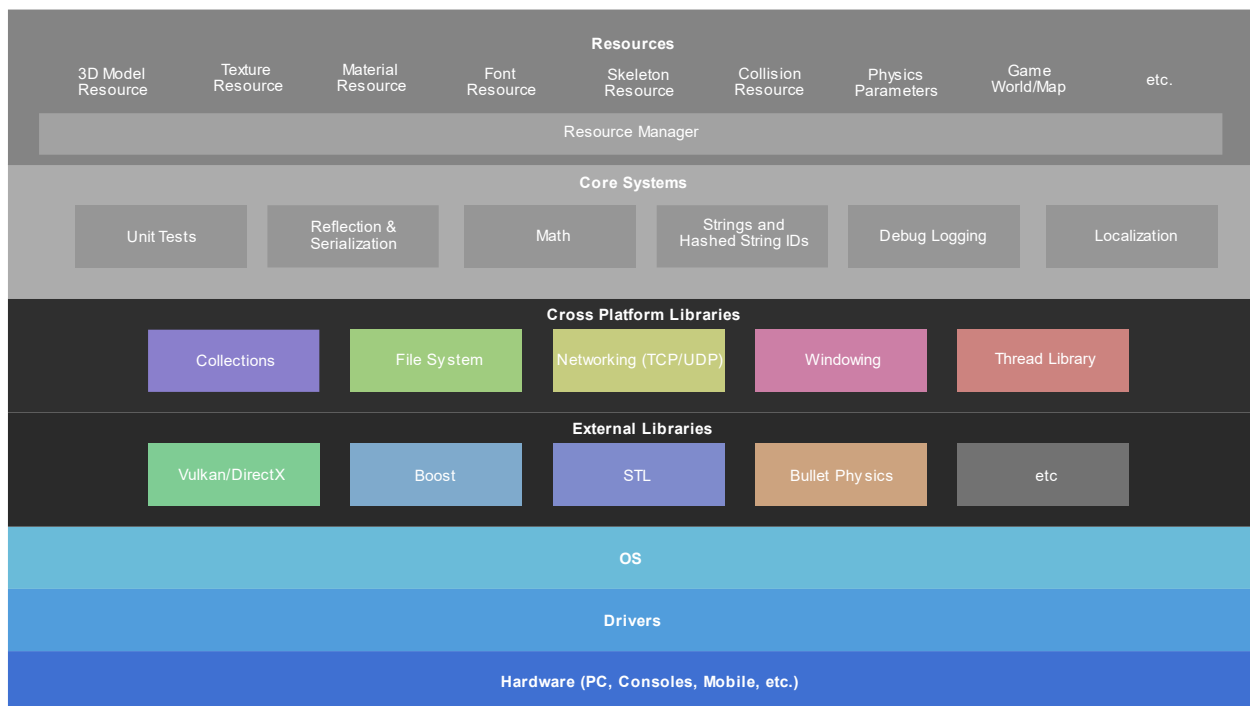 Resources
3D Model
Resource
Texture
Resource
Material
Resource
Font
Resource
Skeleton
Resource
Collision
Resource
Physics
Parameters
Game
World/Map
etc.
Resource Manager
Core Systems
Unit Tests
Reflection &
Serialization
Math
Strings and
Hashed String IDs
Debug Logging
Localization
Cross Platform Libraries
Collections
File System
Networking (TCP/UDP)
Windowing
Thread Library
External Libraries
Vulkan/DirectX
Boost
STL
Bullet Physics
etc
OS
Drivers
Hardware (PC, Consoles, Mobile, etc.)